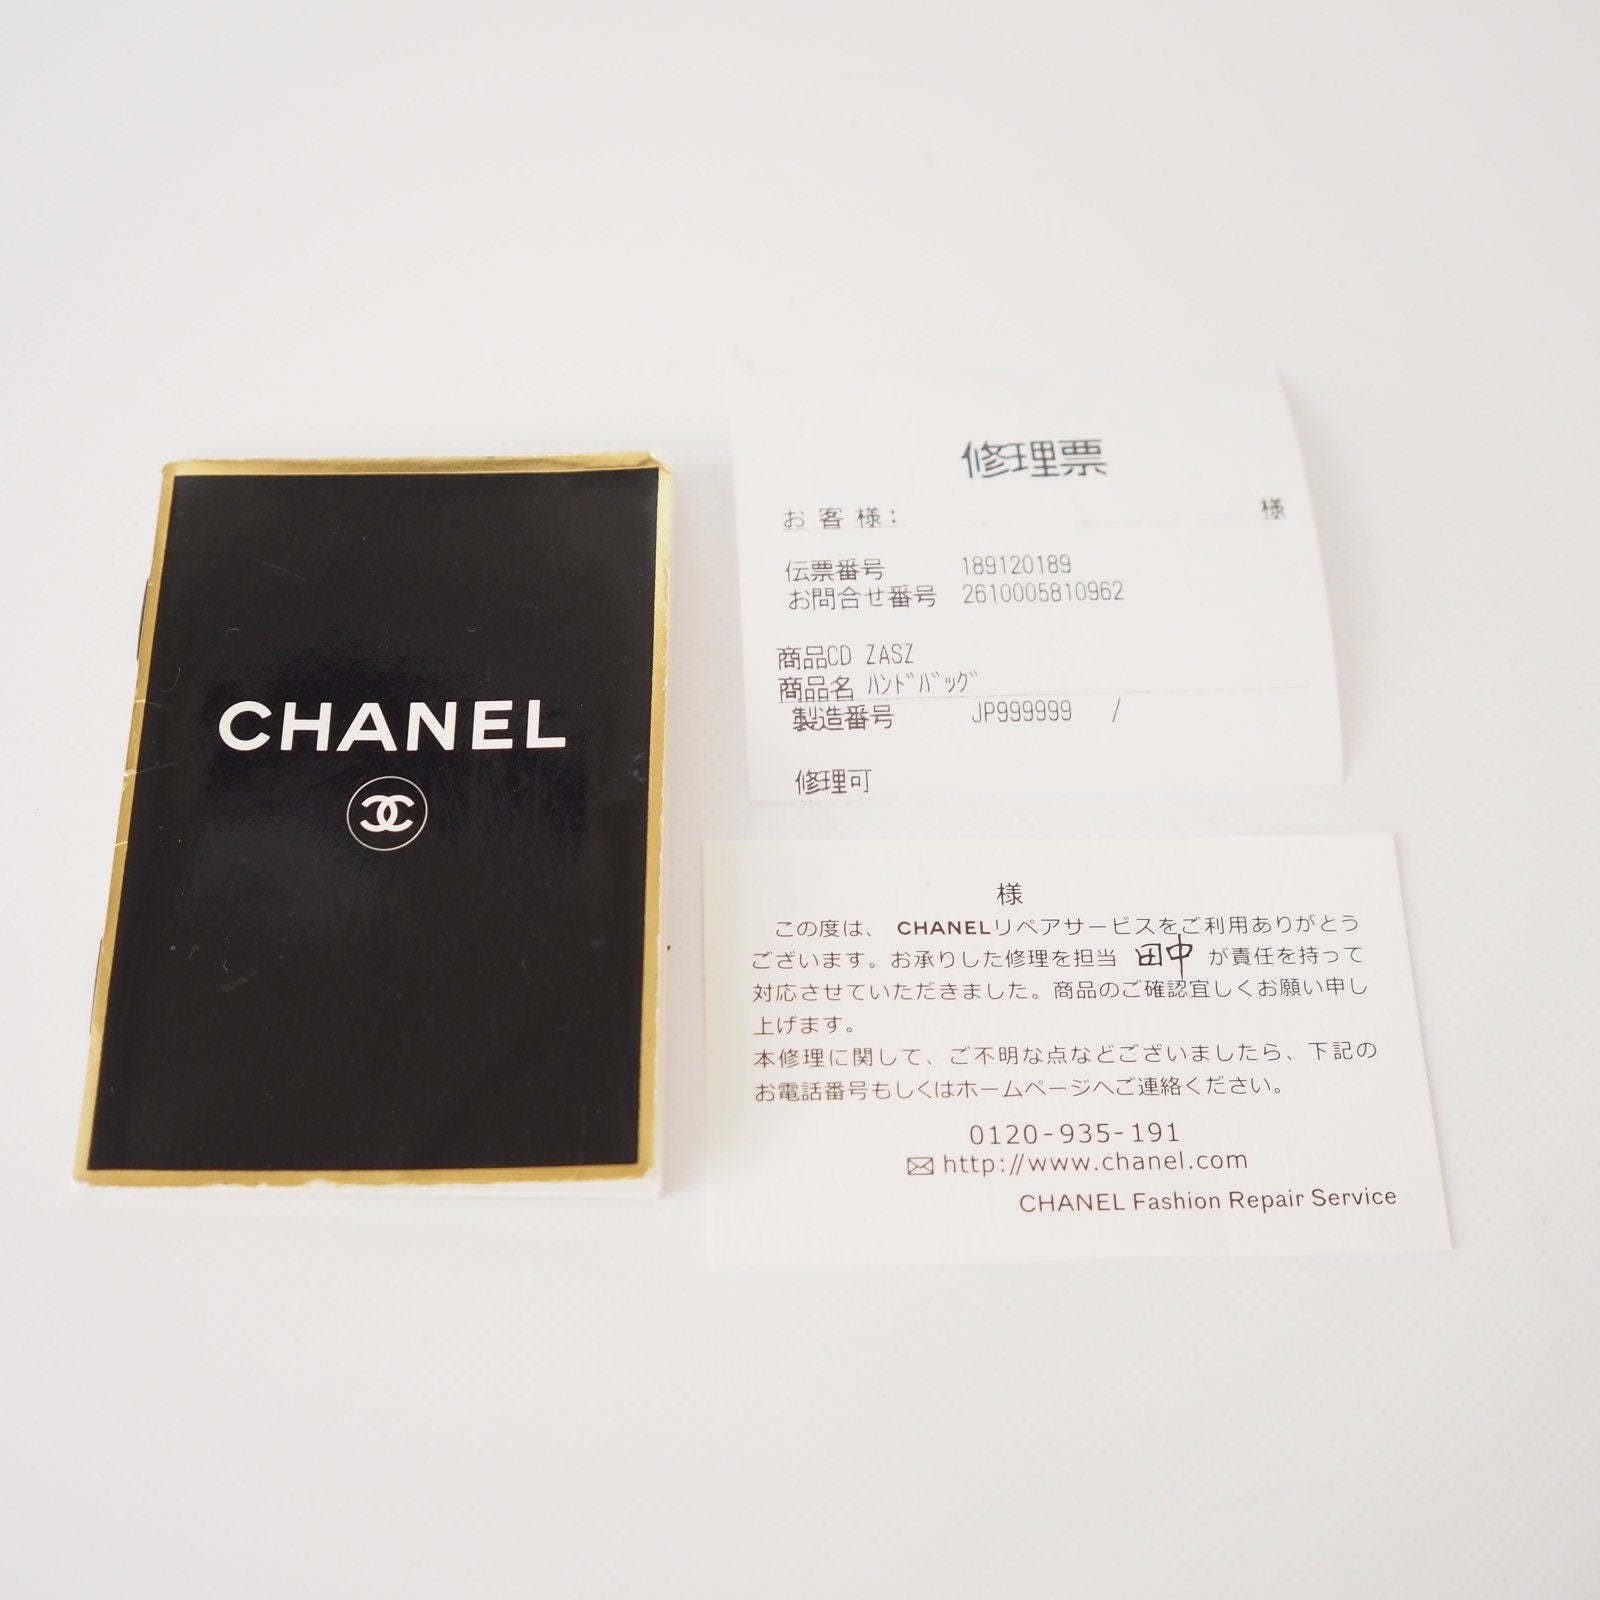 CHANEL
修理票
お客様: 様
伝票番号 189120189
お問合せ番号 2610005810962
商品CD ZASZ
商品名 ﾊﾝﾄﾞﾊﾞｯｸﾞ
製造番号 JP999999 /
修理可
様
この度は、 CHANELリペアサービスをご利用ありがとう
ございます。お承りした修理を担当 田中 が責任を持って
対応させていただきました。商品のご確認宜しくお願い申し
上げます。
本修理に関して、ご不明な点などございましたら、下記の
お電話番号もしくはホームページへご連絡ください。
0120-935-191
http://www.chanel.com
CHANEL Fashion Repair Service